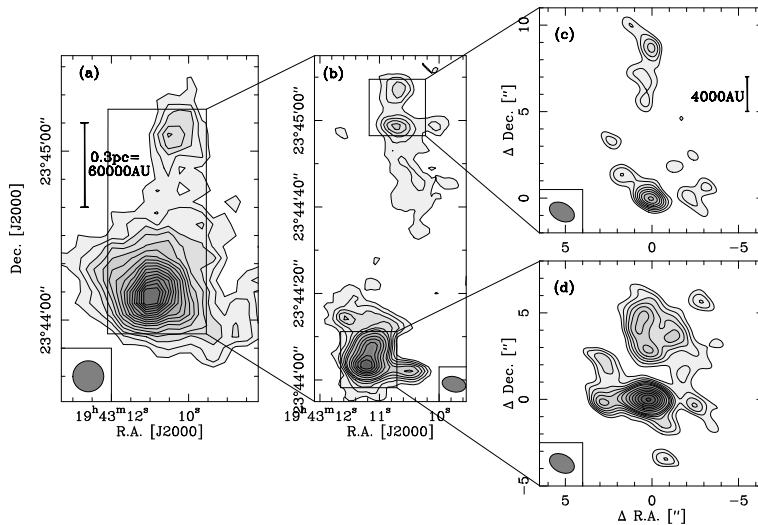 (a)
0.3pc=
60000AU
Dec. [J2000]
23°45′00″
23°44′00″
19ʰ43ᵐ12ˢ 10ˢ
R.A. [J2000]
(b)
23°45′00″
23°44′40″
23°44′20″
23°44′00″
19ʰ43ᵐ12ˢ 11ˢ 10ˢ
R.A. [J2000]
(c)
4000AU
Δ Dec. [″]
10
5
0
5 0 −5
(d)
Δ Dec. [″]
5
0
−5
5 0 −5
Δ R.A. [″]